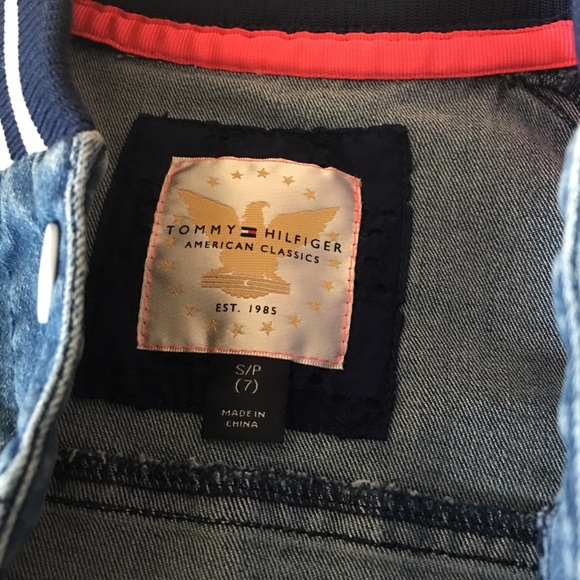 TOMMY HILFIGER
AMERICAN CLASSICS
EST. 1985
S/P
(7)
MADE IN
CHINA